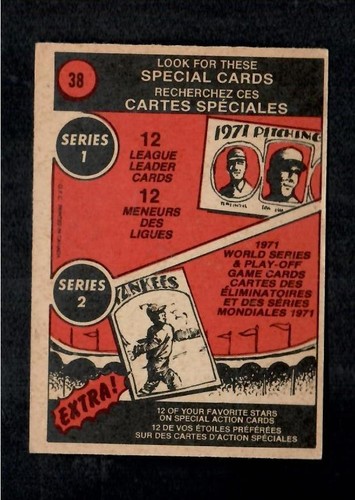 38
LOOK FOR THESE
SPECIAL CARDS
RECHERCHEZ CES
CARTES SPÉCIALES
SERIES
1
12
LEAGUE
LEADER
CARDS
12
MENEURS
DES
LIGUES
1971 PITCHING
1971
WORLD SERIES
& PLAY-OFF
GAME CARDS
CARTES DES
ÉLIMINATOIRES
ET DES SÉRIES
MONDIALES 1971
SERIES
2
YANKEES
EXTRA!
12 OF YOUR FAVORITE STARS
ON SPECIAL ACTION CARDS
12 DE VOS ÉTOILES PRÉFÉRÉES
SUR DES CARTES D'ACTION SPÉCIALES